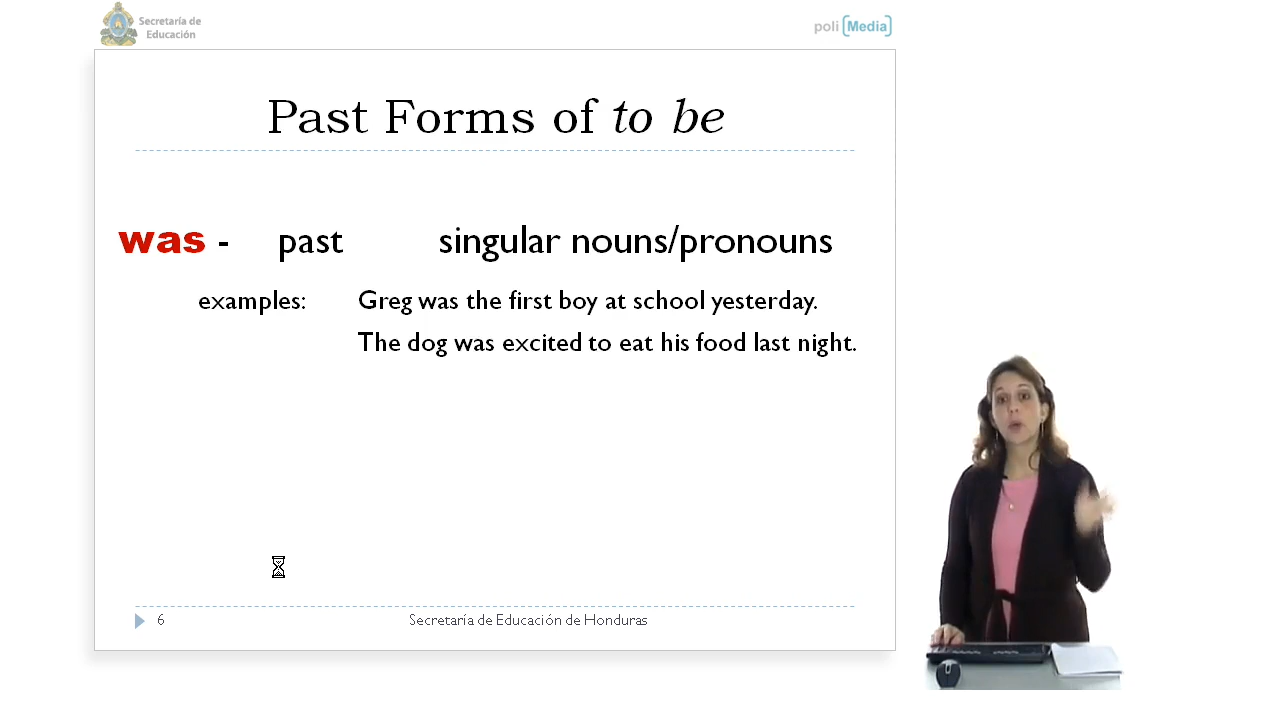 Secretaría de
Educación
poli[Media]
Past Forms of to be
was - past singular nouns/pronouns
examples: Greg was the first boy at school yesterday.
The dog was excited to eat his food last night.
6 Secretaría de Educación de Honduras